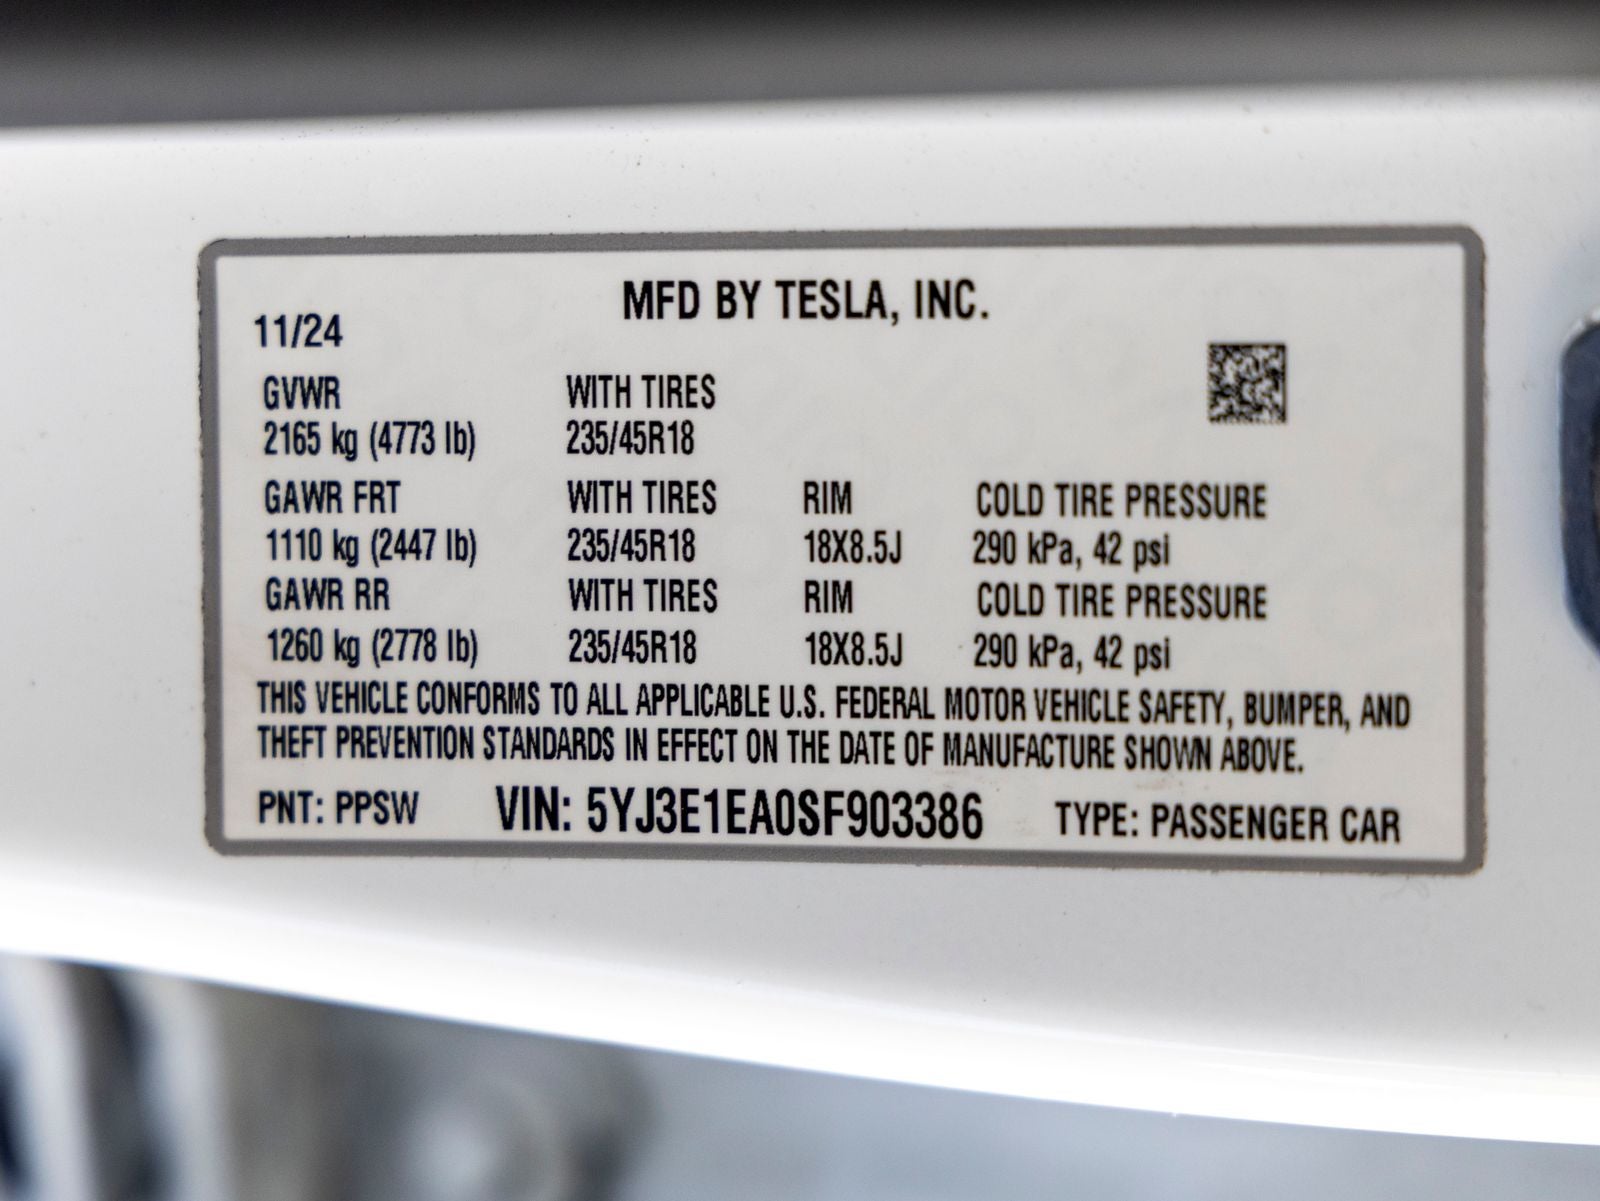 MFD BY TESLA, INC.
11/24
GVWR WITH TIRES
2165 kg (4773 lb) 235/45R18
GAWR FRT WITH TIRES RIM COLD TIRE PRESSURE
1110 kg (2447 lb) 235/45R18 18X8.5J 290 kPa, 42 psi
GAWR RR WITH TIRES RIM COLD TIRE PRESSURE
1260 kg (2778 lb) 235/45R18 18X8.5J 290 kPa, 42 psi
THIS VEHICLE CONFORMS TO ALL APPLICABLE U.S. FEDERAL MOTOR VEHICLE SAFETY, BUMPER, AND
THEFT PREVENTION STANDARDS IN EFFECT ON THE DATE OF MANUFACTURE SHOWN ABOVE.
PNT: PPSW VIN: 5YJ3E1EA0SF903386 TYPE: PASSENGER CAR